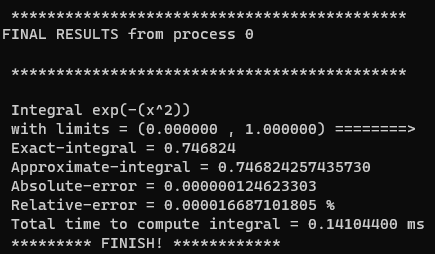 ********************************************
FINAL RESULTS from process 0
********************************************
Integral exp(-(x^2))
with limits = (0.000000 , 1.000000) ========>
Exact-integral = 0.746824
Approximate-integral = 0.746824257435730
Absolute-error = 0.000000124623303
Relative-error = 0.000016687101805 %
Total time to compute integral = 0.14104400 ms
********* FINISH! ************